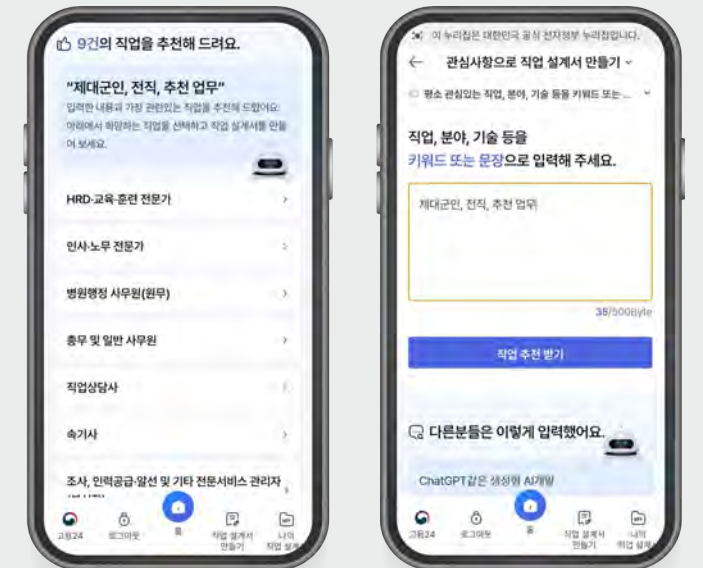 9건의 직업을 추천해 드려요.
"제대군인, 전직, 추천 업무"
입력한 내용과 가장 관련있는 직업을 추천해 드렸어요.
아래에서 희망하는 직업을 선택하고 직업 설계서를 만들
어 보세요.
HRD·교육·훈련 전문가
인사·노무 전문가
병원행정 사무원(원무)
총무 및 일반 사무원
직업상담사
속기사
조사, 인력공급·알선 및 기타 전문서비스 관리자
고용24
로그아웃
홈
직업 설계서
만들기
나의
직업 설계
이 누리집은 대한민국 공식 전자정부 누리집입니다.
관심사항으로 직업 설계서 만들기
평소 관심있는 직업, 분야, 기술 등을 키워드 또는 ...
직업, 분야, 기술 등을
키워드 또는 문장으로 입력해 주세요.
제대군인, 전직, 추천 업무
35/500Byte
직업 추천 받기
다른분들은 이렇게 입력했어요.
ChatGPT같은 생성형 AI개발
고용24
로그아웃
홈
직업 설계서
만들기
나의
직업 설계